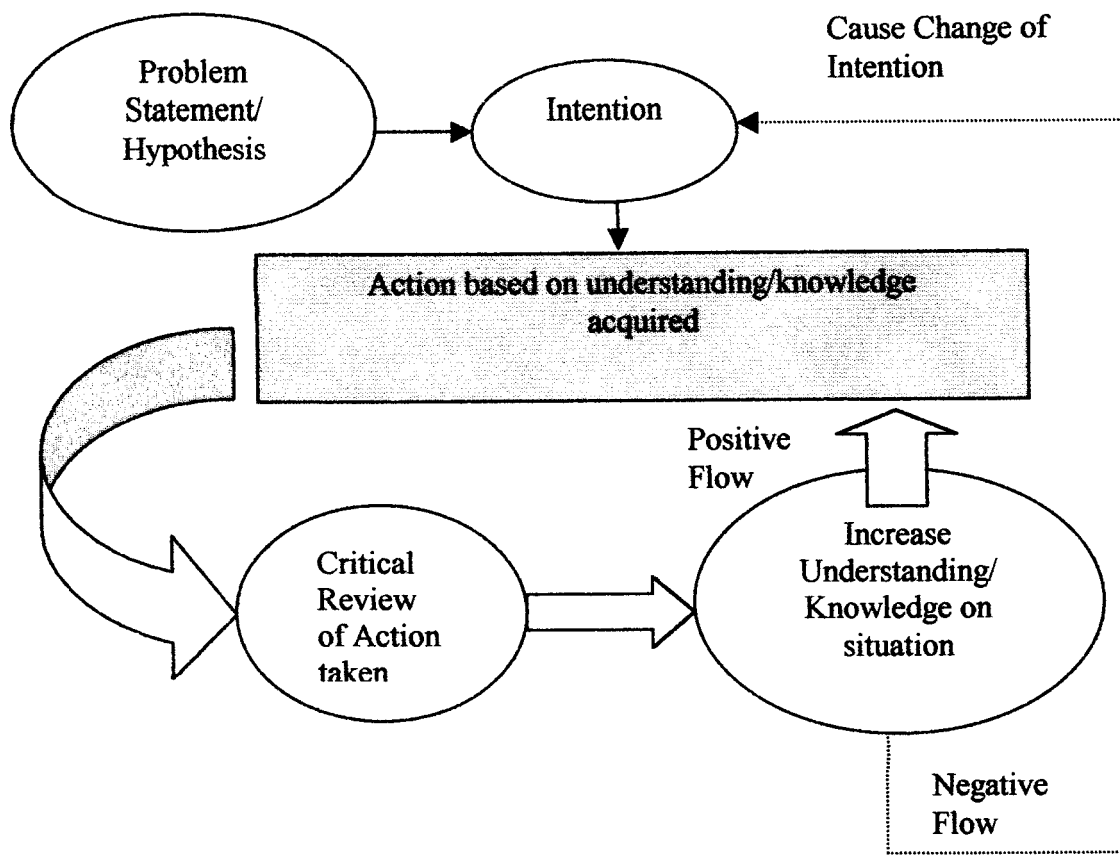 Problem
Statement/
Hypothesis
Intention
Cause Change of
Intention
Action based on understanding/knowledge
acquired
Positive
Flow
Critical
Review
of Action
taken
Increase
Understanding/
Knowledge on
situation
Negative
Flow